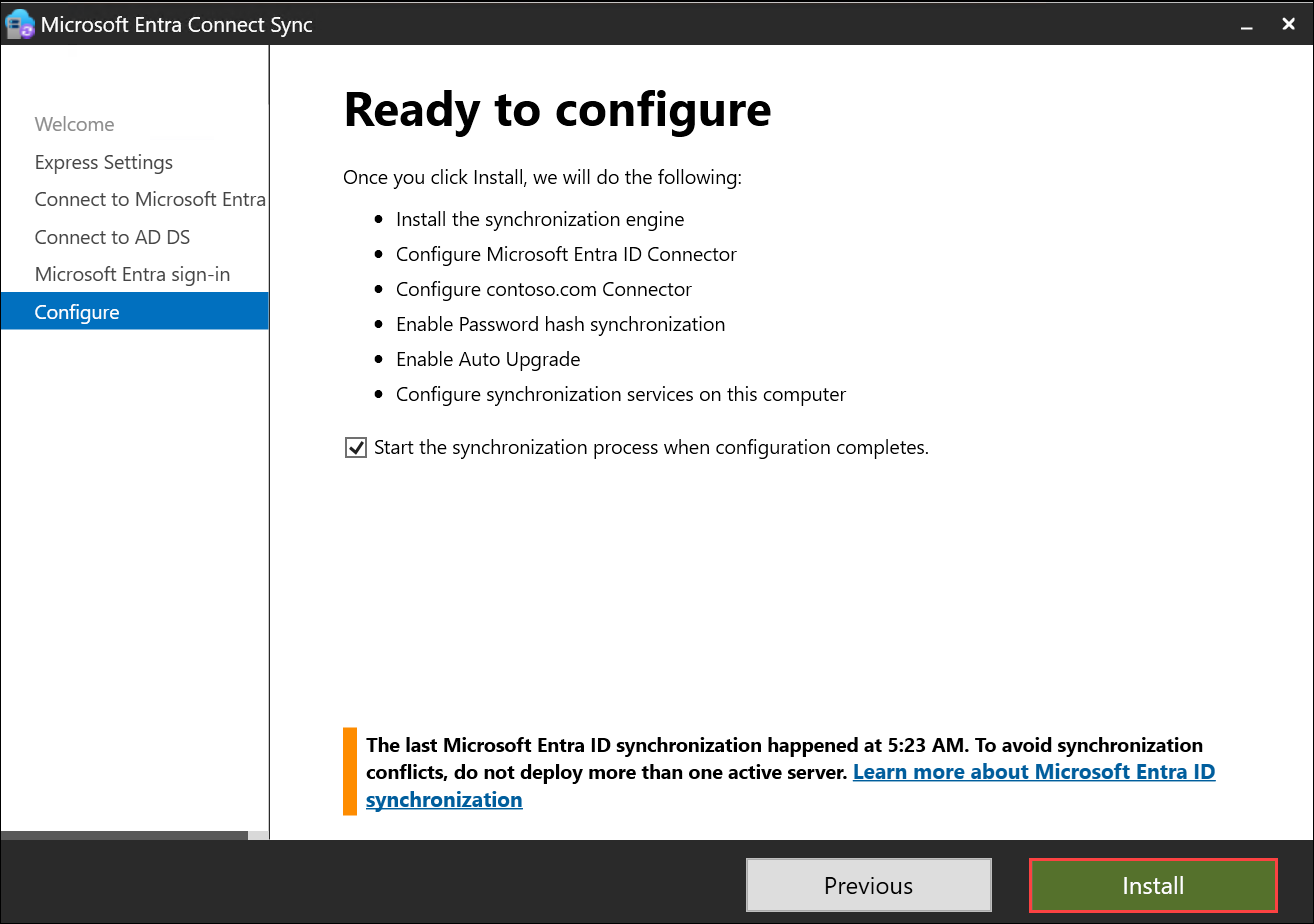 Microsoft Entra Connect Sync
Welcome
Express Settings
Connect to Microsoft Entra
Connect to AD DS
Microsoft Entra sign-in
Configure
Ready to configure
Once you click Install, we will do the following:
Install the synchronization engine
Configure Microsoft Entra ID Connector
Configure contoso.com Connector
Enable Password hash synchronization
Enable Auto Upgrade
Configure synchronization services on this computer
Start the synchronization process when configuration completes.
The last Microsoft Entra ID synchronization happened at 5:23 AM. To avoid synchronization
conflicts, do not deploy more than one active server. Learn more about Microsoft Entra ID
synchronization
Previous
Install